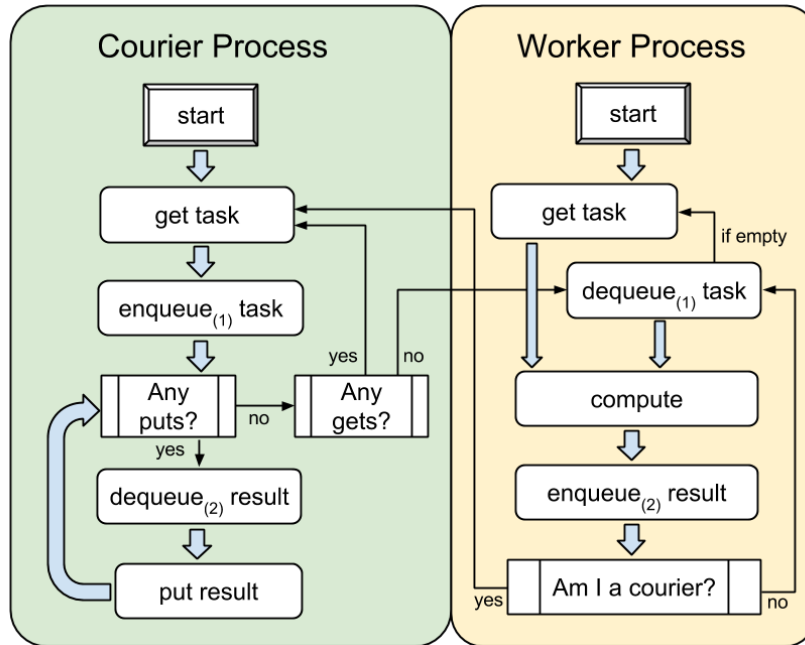 Courier Process
start
get task
enqueue(1) task
Any
puts?
no
yes
Any
gets?
yes
no
dequeue(2) result
put result
Worker Process
start
get task
if empty
dequeue(1) task
compute
enqueue(2) result
Am I a courier?
yes
no